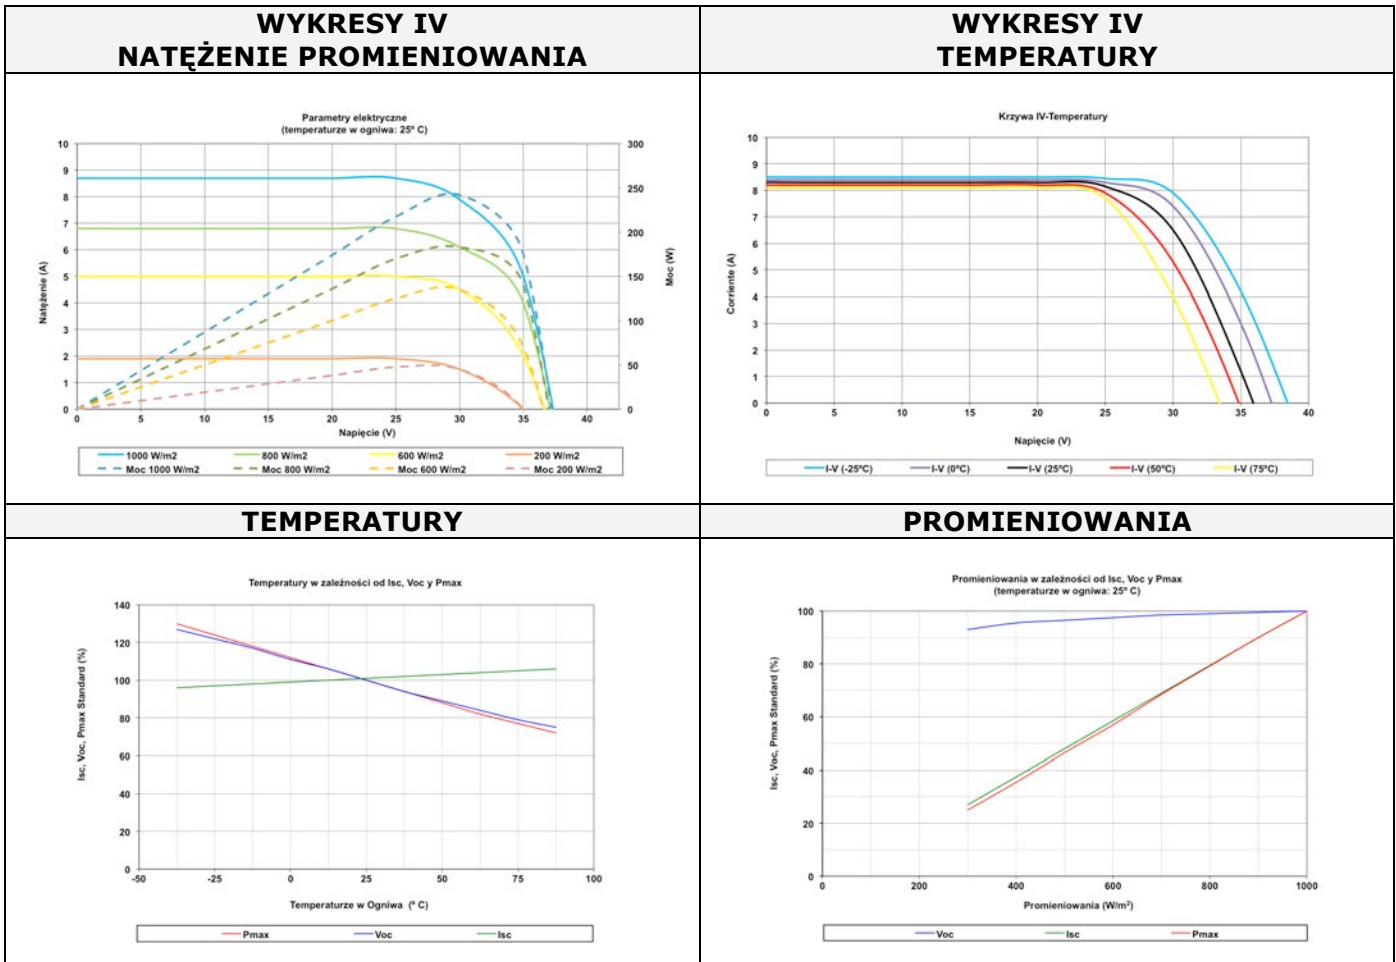 WYKRESY IV
NATĘŻENIE PROMIENIOWANIA
WYKRESY IV
TEMPERATURY
Parametry elektryczne
(temperaturze w ogniwa: 25º C)
10
9
8
7
6
5
4
3
2
1
0
Natężenie (A)
300
250
200
150
100
50
0
Moc (W)
0 5 10 15 20 25 30 35 40
Napięcie (V)
1000 W/m2 800 W/m2 600 W/m2 200 W/m2
Moc 1000 W/m2 Moc 800 W/m2 Moc 600 W/m2 Moc 200 W/m2
Krzywa IV-Temperatury
10
9
8
7
6
5
4
3
2
1
0
Corriente (A)
0 5 10 15 20 25 30 35 40
Napięcie (V)
I-V (-25ºC) I-V (0ºC) I-V (25ºC) I-V (50ºC) I-V (75ºC)
TEMPERATURY
PROMIENIOWANIA
Temperatury w zależności od Isc, Voc y Pmax
140
120
100
80
60
40
20
0
Isc, Voc, Pmax Standard (%)
-50 -25 0 25 50 75 100
Temperaturze w Ogniwa (º C)
Pmax Voc Isc
Promieniowania w zależności od Isc, Voc y Pmax
(temperaturze w ogniwa: 25º C)
100
80
60
40
20
0
Isc, Voc, Pmax Standard (%)
0 200 400 600 800 1000
Promieniowania (W/m²)
Voc Isc Pmax